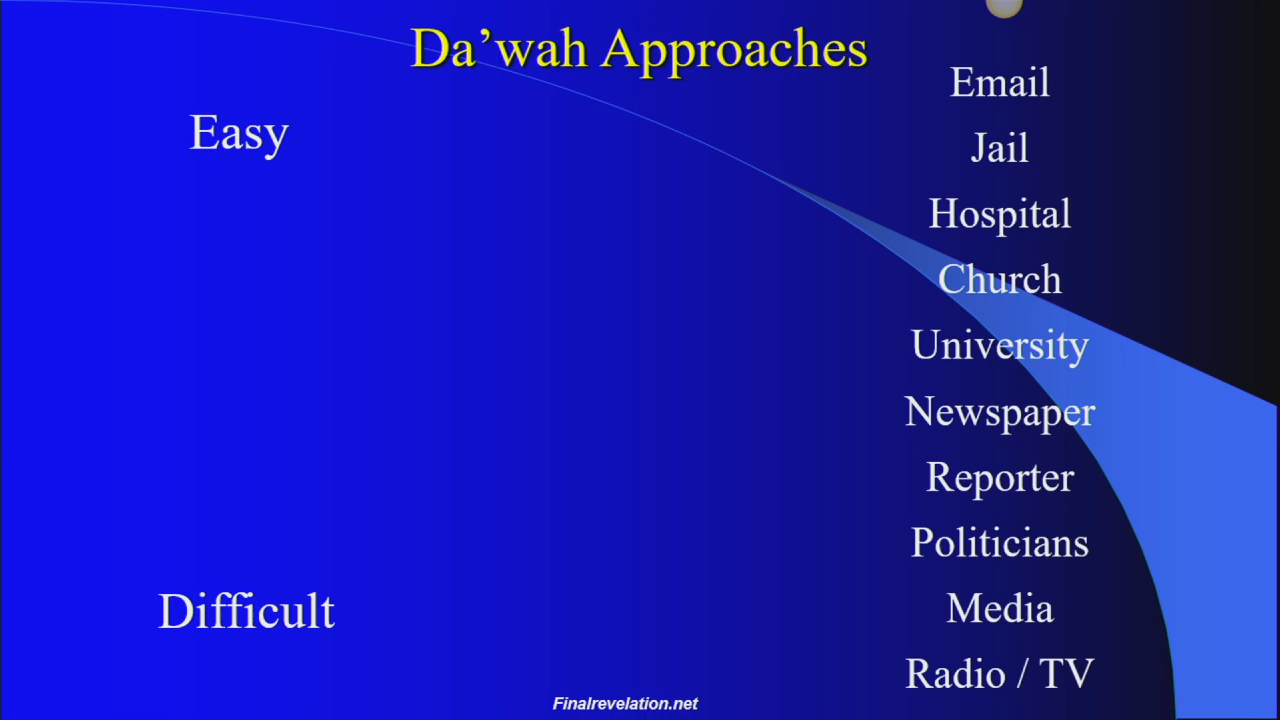 Da’wah Approaches
Easy
Difficult
Email
Jail
Hospital
Church
University
Newspaper
Reporter
Politicians
Media
Radio / TV
Finalrevelation.net